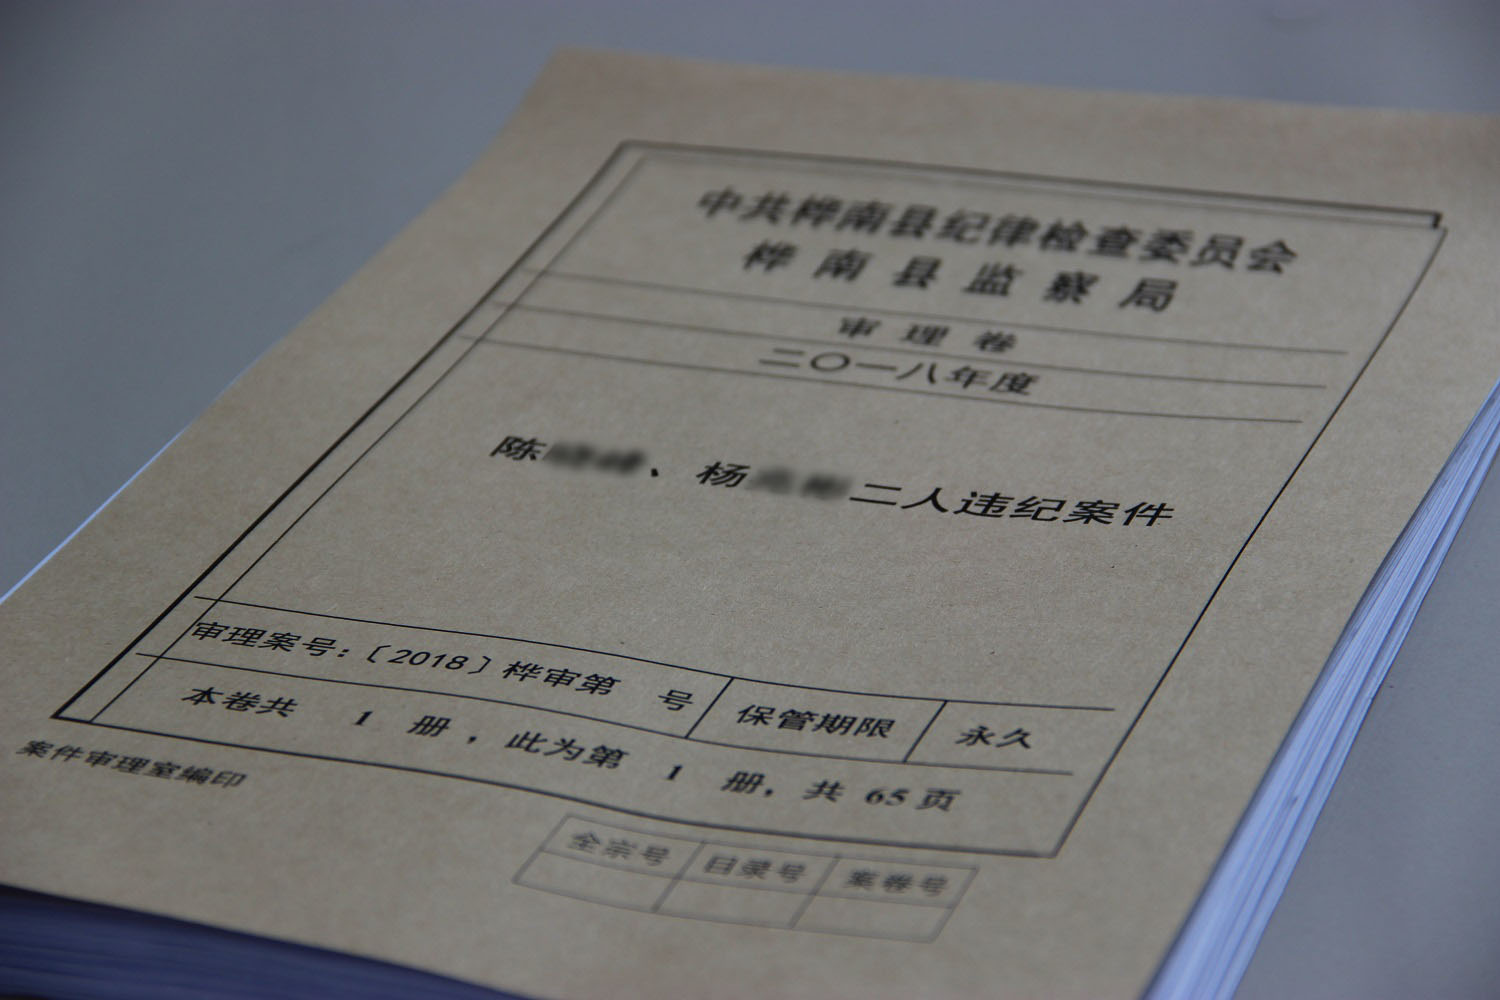 中共桦南县纪律检查委员会
桦南县监察局
审理卷
二〇一八年度
陈、杨二人违纪案件
审理案号:〔2018〕桦审第 号 保管期限 永久
本卷共 1 册,此为第 1 册,共 65 页
案件审理室编印
全宗号 目录号 案卷号